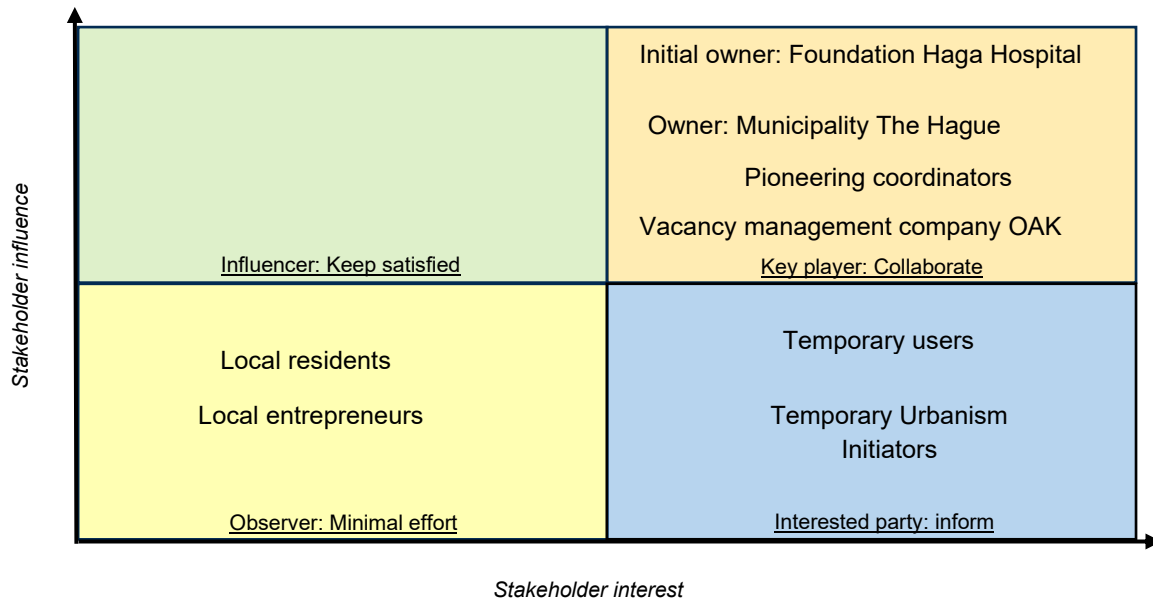 Initial owner: Foundation Haga Hospital
Owner: Municipality The Hague
Pioneering coordinators
Vacancy management company OAK
Influencer: Keep satisfied
Key player: Collaborate
Stakeholder influence
Local residents
Local entrepreneurs
Observer: Minimal effort
Temporary users
Temporary Urbanism
Initiators
Interested party: inform
Stakeholder interest